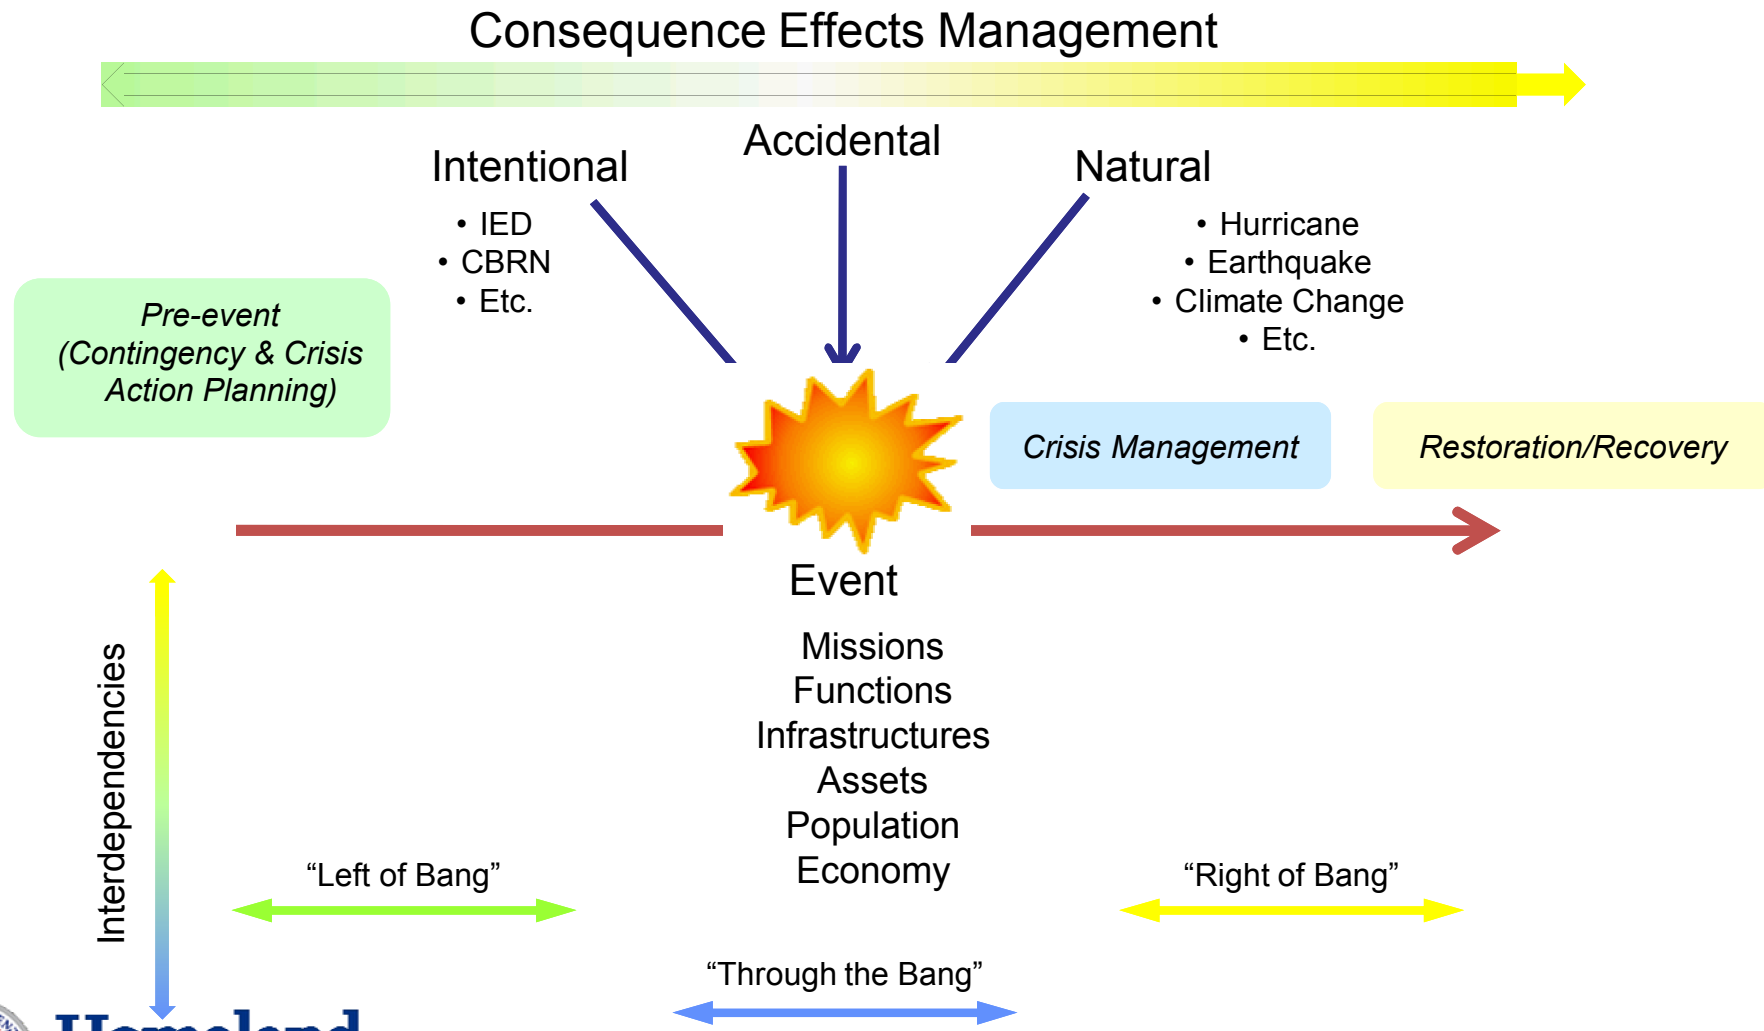 Consequence Effects Management
Accidental
Intentional
• IED
• CBRN
• Etc.
Natural
• Hurricane
• Earthquake
• Climate Change
• Etc.
Pre-event
(Contingency & Crisis
Action Planning)
Crisis Management
Restoration/Recovery
Event
Missions
Functions
Infrastructures
Assets
Population
Economy
Interdependencies
“Left of Bang”
“Right of Bang”
“Through the Bang”
Homeland